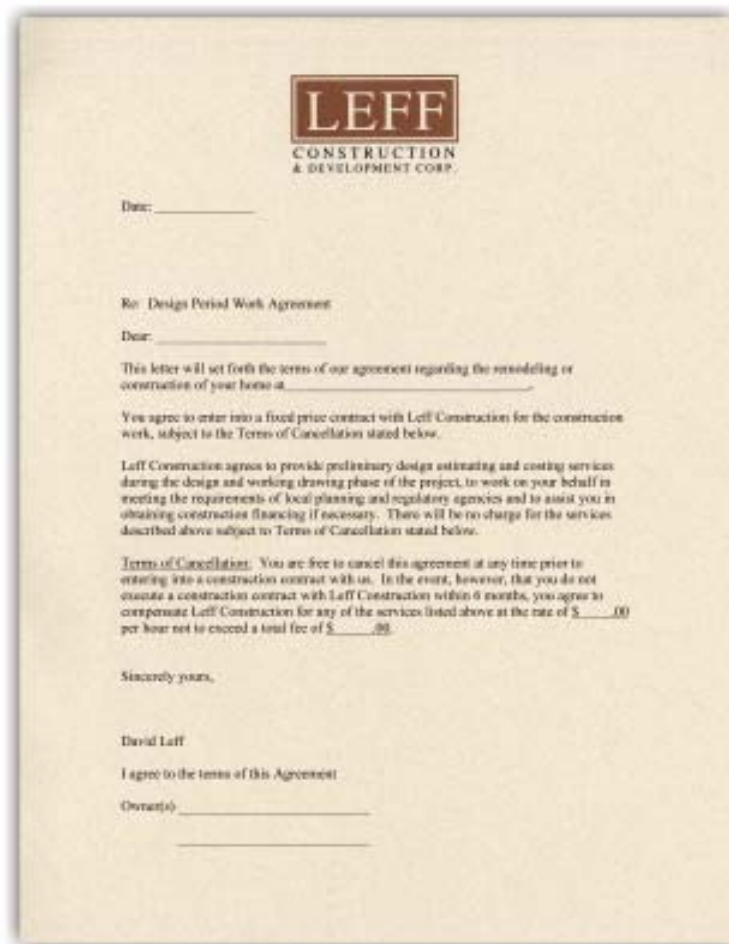 LEFF
CONSTRUCTION
& DEVELOPMENT CORP.
Date: ______________
Re: Design Period Work Agreement
Dear: ________________________
This letter will set forth the terms of our agreement regarding the remodeling or
construction of your home at___________________________________.
You agree to enter into a fixed price contract with Leff Construction for the construction
work, subject to the Terms of Cancellation stated below.
Leff Construction agrees to provide preliminary design estimating and costing services
during the design and working drawing phase of the project, to work on your behalf in
meeting the requirements of local planning and regulatory agencies and to assist you in
obtaining construction financing if necessary. There will be no charge for the services
described above subject to Terms of Cancellation stated below.
Terms of Cancellation: You are free to cancel this agreement at any time prior to
entering into a construction contract with us. In the event, however, that you do not
execute a construction contract with Leff Construction within 6 months, you agree to
compensate Leff Construction for any of the services listed above at the rate of $_____.00
per hour not to exceed a total fee of $______.00.
Sincerely yours,
David Leff
I agree to the terms of this Agreement
Owner(s) ___________________________
___________________________